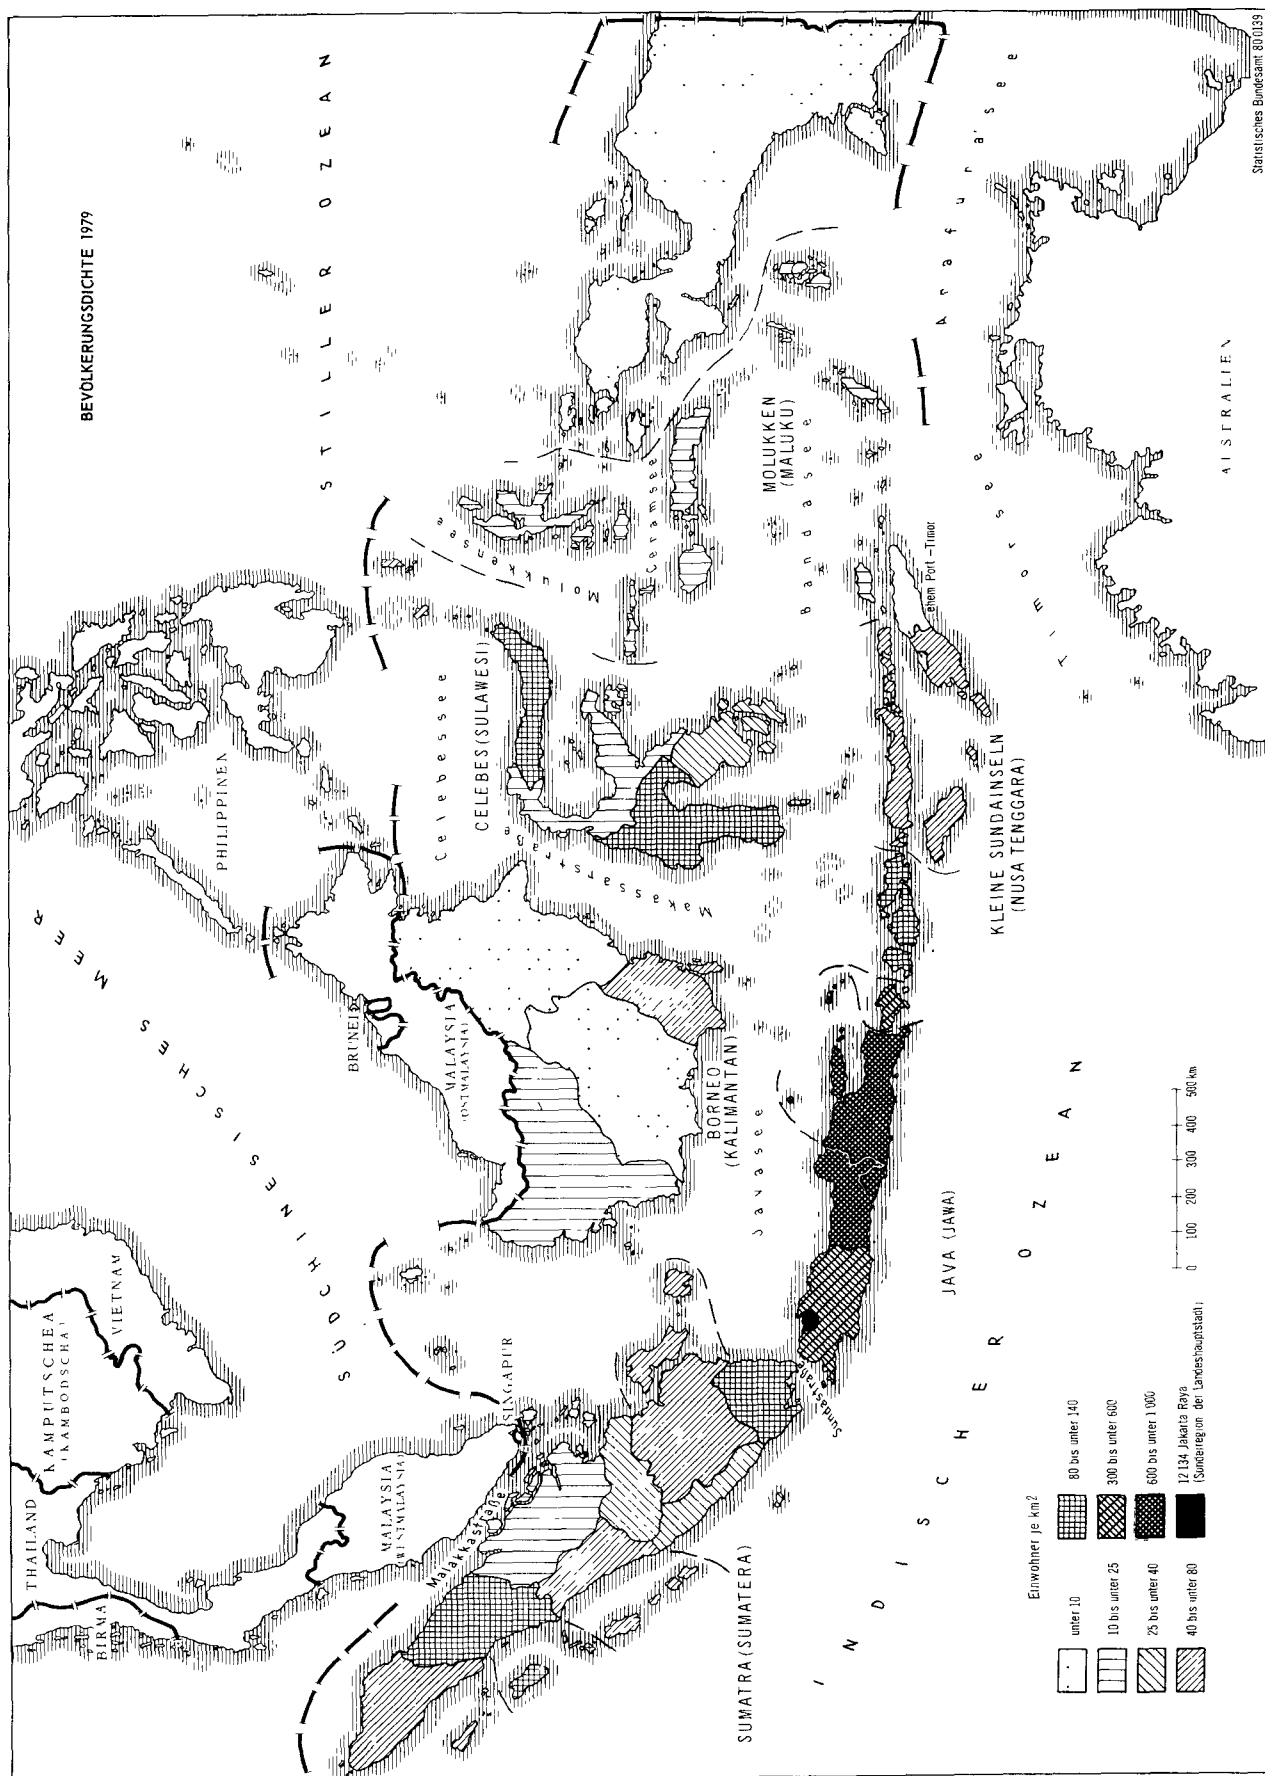 BEVÖLKERUNGSDICHTE 1979
THAILAND
BIRMA
KAMPUTSCHEA
(KAMBODSCHA)
VIETNAM
SÜDCHINESISCHES MEER
PHILIPPINEN
STILLER OZEAN
MALAYSIA
(WESTMALAYSIA)
Malakkastraße
SINGAPUR
BRUNEI
MALAYSIA
(OSTMALAYSIA)
Celebessee
CELEBES (SULAWESI)
Makassarstraße
Molukkensee
Ceramsee
BORNEO
(KALIMANTAN)
Javasee
MOLUKKEN
(MALUKU)
Bandasee
Arafurasee
SUMATRA (SUMATERA)
Sundastraße
JAVA (JAWA)
KLEINE SUNDAINSELN
(NUSA TENGGARA)
ehem Port-Timor
Timorsee
INDISCHER OZEAN
AUSTRALIEN
Einwohner je km²
unter 10
10 bis unter 25
25 bis unter 40
40 bis unter 80
80 bis unter 140
300 bis unter 600
600 bis unter 1 000
12 134 Jakarta Raya
(Sonderregion der Landeshauptstadt)
0 100 200 300 400 500 km
Statistisches Bundesamt 80 0139